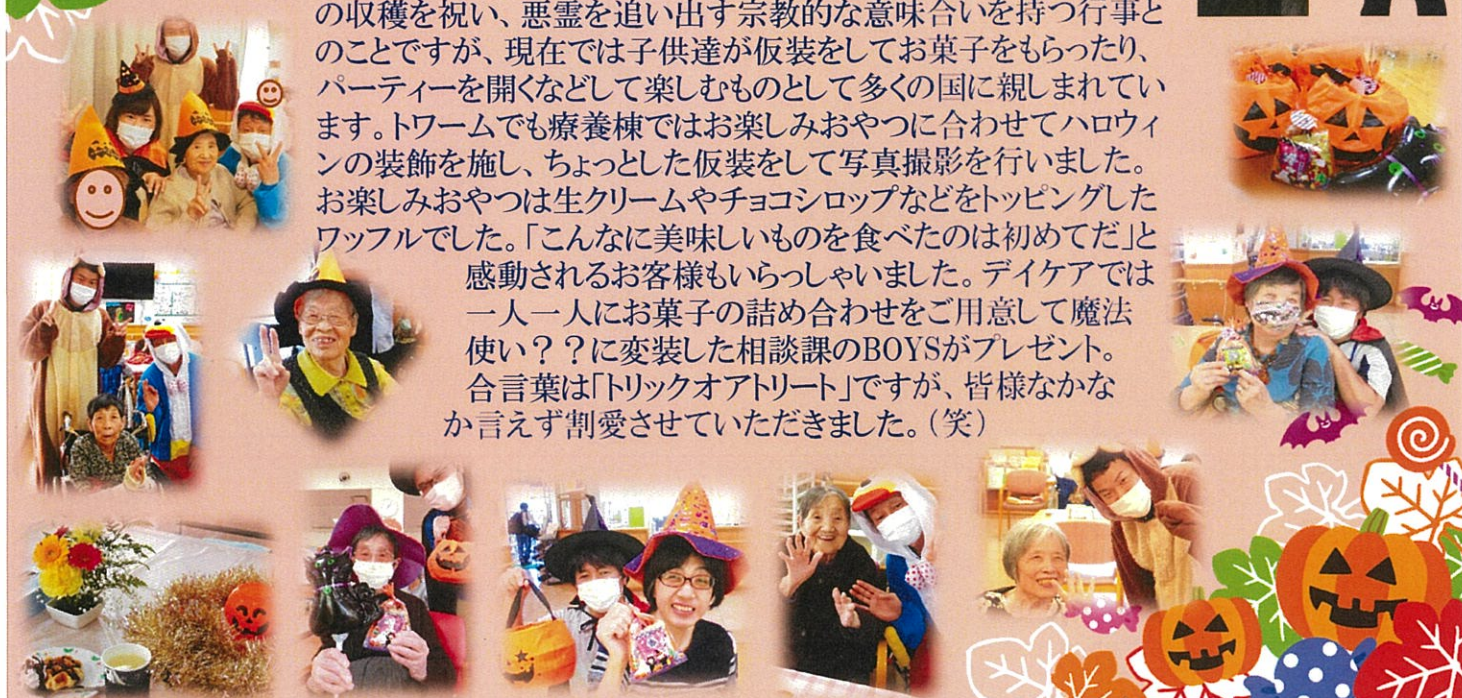 の収穫を祝い、悪霊を追い出す宗教的な意味合いを持つ行事と
のことですが、現在では子供達が仮装をしてお菓子をもらったり、
パーティーを開くなどして楽しむものとして多くの国に親しまれてい
ます。トワームでも療養棟ではお楽しみおやつに合わせてハロウィ
ンの装飾を施し、ちょっとした仮装をして写真撮影を行いました。
お楽しみおやつは生クリームやチョコシロップなどをトッピングした
ワッフルでした。「こんなに美味しいものを食べたのは初めてだ」と
感動されるお客様もいらっしゃいました。デイケアでは
一人一人にお菓子の詰め合わせをご用意して魔法
使い？？に変装した相談課のBOYSがプレゼント。
合言葉は「トリックオアトリート」ですが、皆様なかな
か言えず割愛させていただきました。（笑）